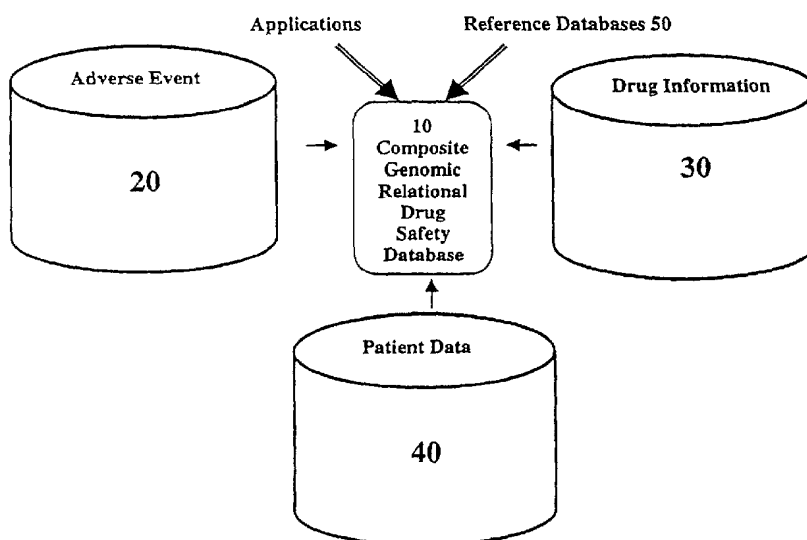 Applications
Reference Databases 50
Adverse Event
20
10
Composite
Genomic
Relational
Drug
Safety
Database
Drug Information
30
Patient Data
40